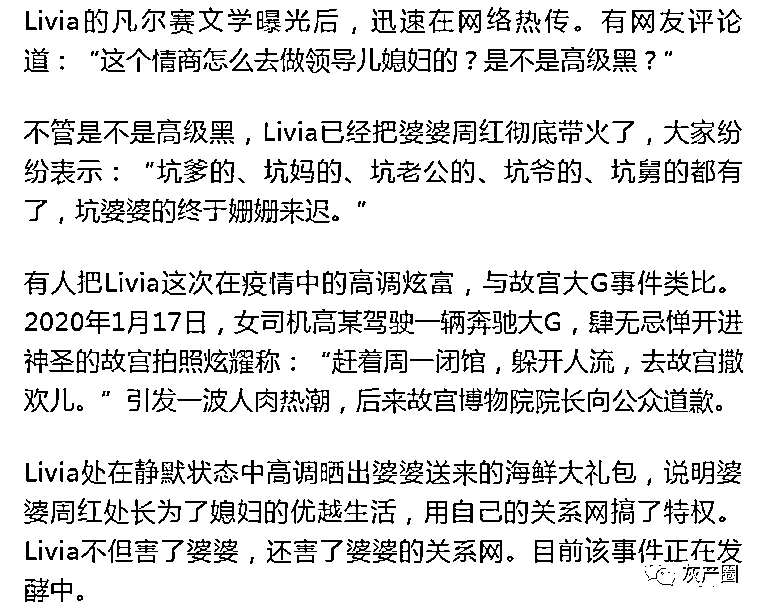 Livia的凡尔赛文学曝光后，迅速在网络热传。有网友评论
道：“这个情商怎么去做领导儿媳妇的？是不是高级黑？”
不管是不是高级黑，Livia已经把婆婆周红彻底带火了，大家纷
纷表示：“坑爹的、坑妈的、坑老公的、坑爷的、坑舅的都有
了，坑婆婆的终于姗姗来迟。”
有人把Livia这次在疫情中的高调炫富，与故宫大G事件类比。
2020年1月17日，女司机高某驾驶一辆奔驰大G，肆无忌惮开进
神圣的故宫拍照炫耀称：“赶着周一闭馆，躲开人流，去故宫撒
欢儿。”引发一波人肉热潮，后来故宫博物院院长向公众道歉。
Livia处在静默状态中高调晒出婆婆送来的海鲜大礼包，说明婆
婆周红处长为了媳妇的优越生活，用自己的关系网搞了特权。
Livia不但害了婆婆，还害了婆婆的关系网。目前该事件正在发
酵中。
灰产圈